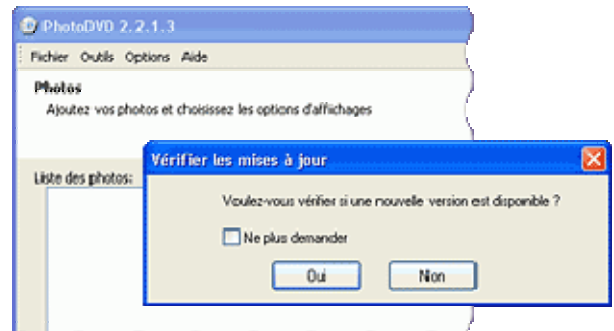 PhotoDVD 2.2.1.3
Fichier Outils Options Aide
Photos
Ajoutez vos photos et choisissez les options d'affichages
Liste des photos:
Vérifier les mises à jour
Voulez-vous vérifier si une nouvelle version est disponible ?
Ne plus demander
Oui Non